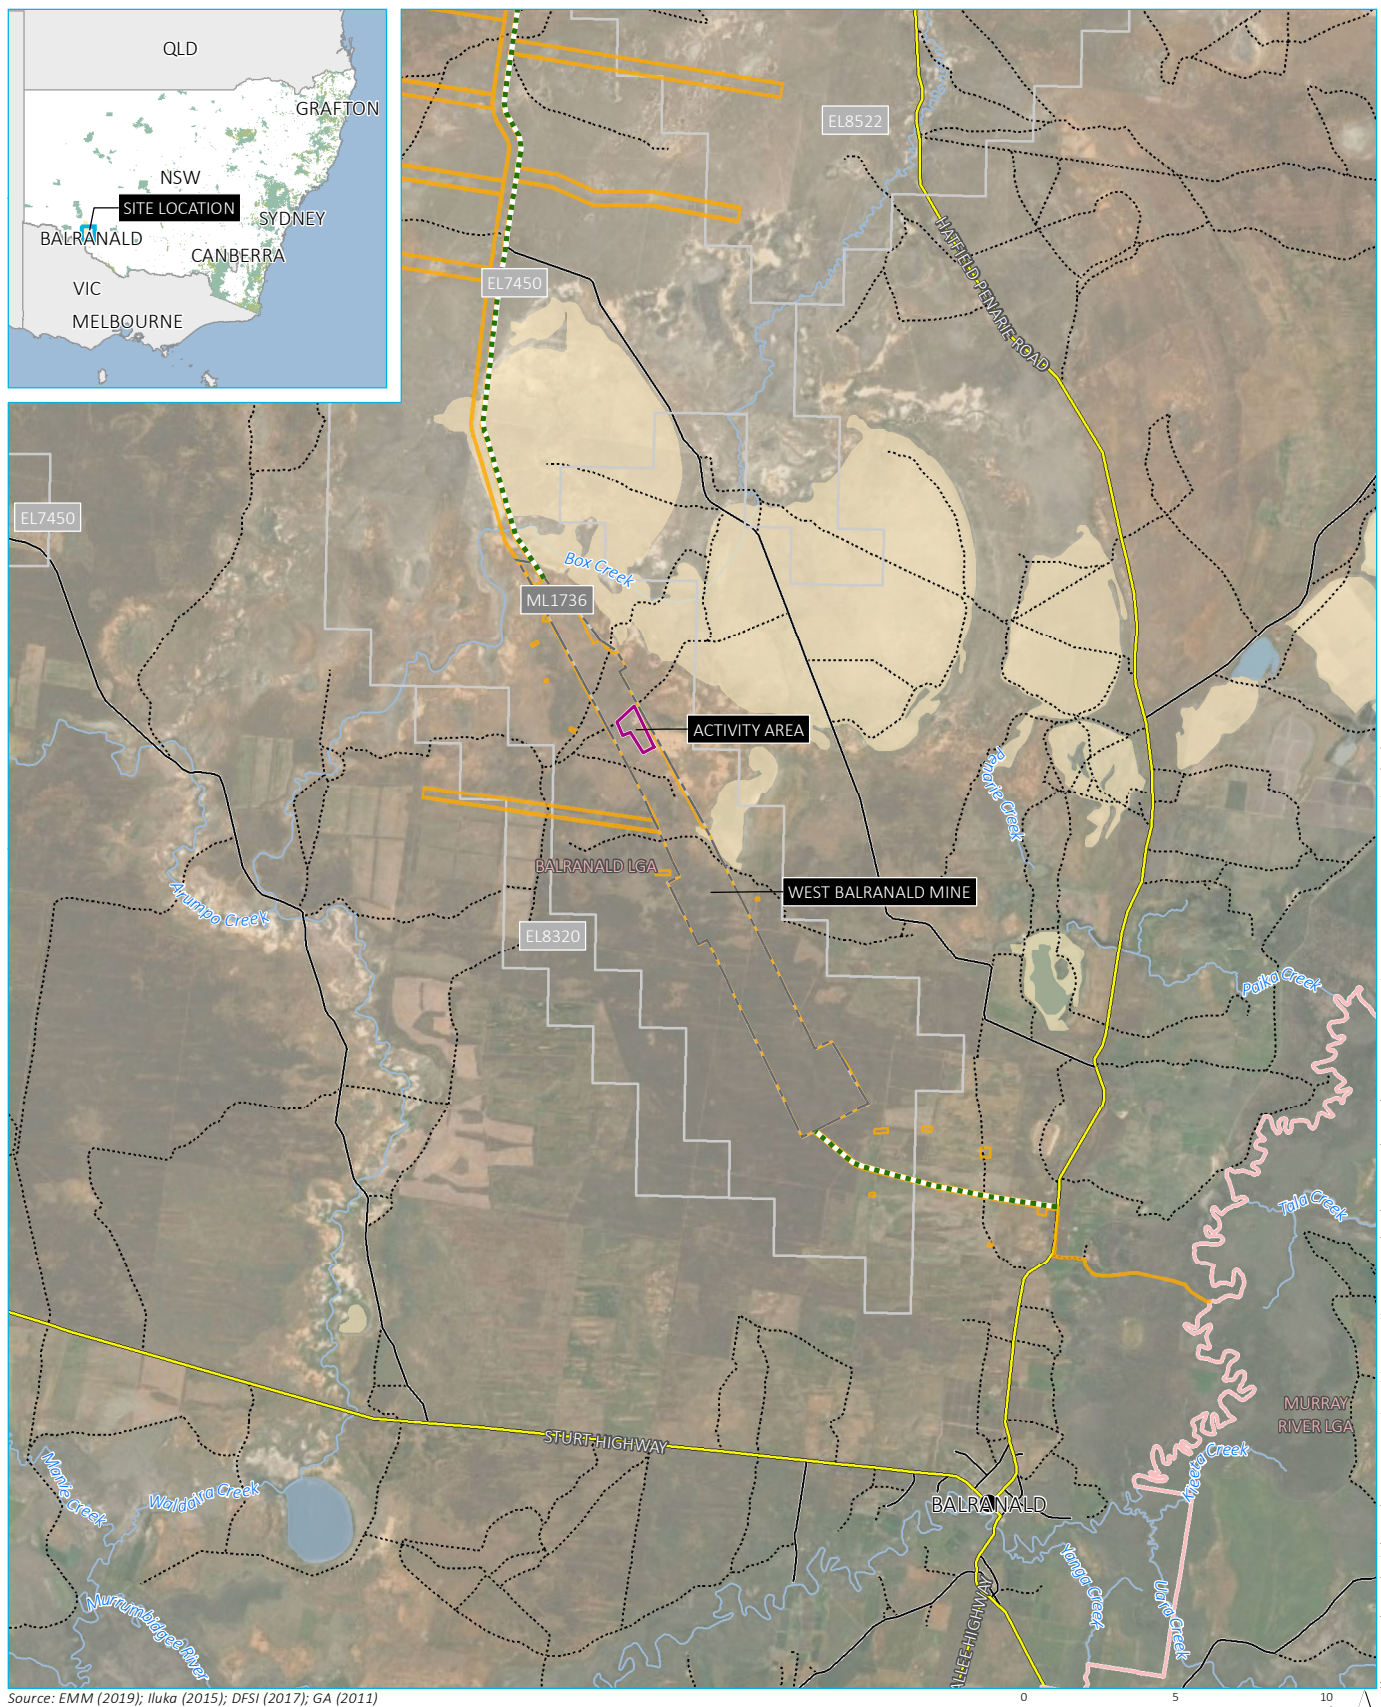 QLD
GRAFTON
NSW
SITE LOCATION
SYDNEY
BALRANALD
CANBERRA
VIC
MELBOURNE
EL8522
HATFIELD PENARIE ROAD
EL7450
EL7450
Box Creek
ML1736
ACTIVITY AREA
Penarie Creek
BALRANALD LGA
WEST BALRANALD MINE
Arumpo Creek
EL8320
Paika Creek
Tala Creek
MURRAY
RIVER LGA
STURT HIGHWAY
Kieeta Creek
Manie Creek
Waldaira Creek
BALRANALD
Yanga Creek
Uara Creek
Murrumbidgee River
ALLEE HIGHWAY
Source: EMM (2019); Iluka (2015); DFSI (2017); GA (2011)
0 5 10